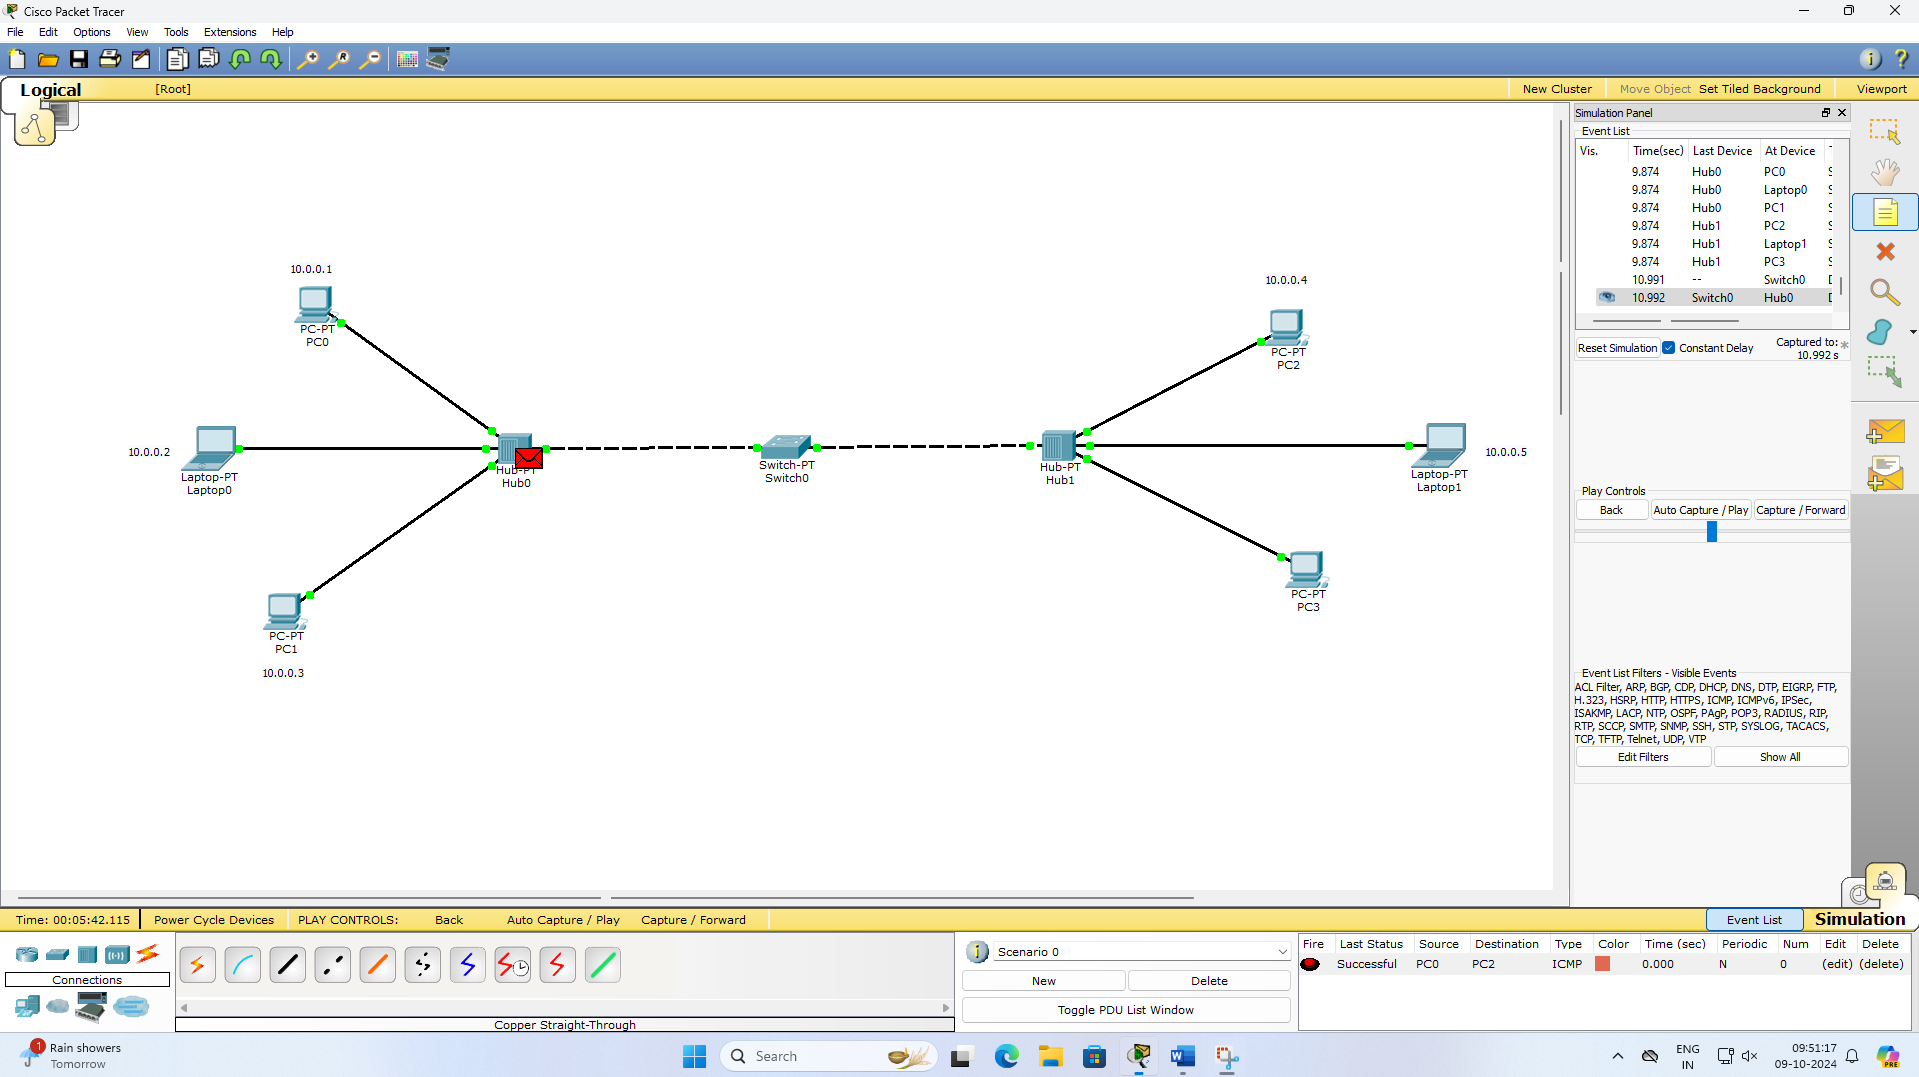 Cisco Packet Tracer
File Edit Options View Tools Extensions Help
Logical [Root] New Cluster Move Object Set Tiled Background Viewport
Simulation Panel
Event List
Vis. Time(sec) Last Device At Device
9.874 Hub0 PC0
9.874 Hub0 Laptop0
9.874 Hub0 PC1
9.874 Hub1 PC2
9.874 Hub1 Laptop1
9.874 Hub1 PC3
10.991 -- Switch0
10.992 Switch0 Hub0
Reset Simulation Constant Delay Captured to: *
10.992 s
10.0.0.1
PC-PT
PC0
10.0.0.2
Laptop-PT
Laptop0
PC-PT
PC1
10.0.0.3
Hub-PT
Hub0
Switch-PT
Switch0
Hub-PT
Hub1
10.0.0.4
PC-PT
PC2
Laptop-PT
Laptop1
10.0.0.5
PC-PT
PC3
Play Controls
Back Auto Capture / Play Capture / Forward
Event List Filters - Visible Events
ACL Filter, ARP, BGP, CDP, DHCP, DNS, DTP, EIGRP, FTP,
H.323, HSRP, HTTP, HTTPS, ICMP, ICMPv6, IPSec,
ISAKMP, LACP, NTP, OSPF, PAgP, POP3, RADIUS, RIP,
RTP, SCCP, SMTP, SNMP, SSH, STP, SYSLOG, TACACS,
TCP, TFTP, Telnet, UDP, VTP
Edit Filters Show All
Time: 00:05:42.115 Power Cycle Devices PLAY CONTROLS: Back Auto Capture / Play Capture / Forward Event List Simulation
Connections
Copper Straight-Through
Scenario 0
New Delete
Toggle PDU List Window
Fire Last Status Source Destination Type Color Time (sec) Periodic Num Edit Delete
Successful PC0 PC2 ICMP 0.000 N 0 (edit) (delete)
1 Rain showers
Tomorrow
Search
ENG
IN
09:51:17
09-10-2024
PRE